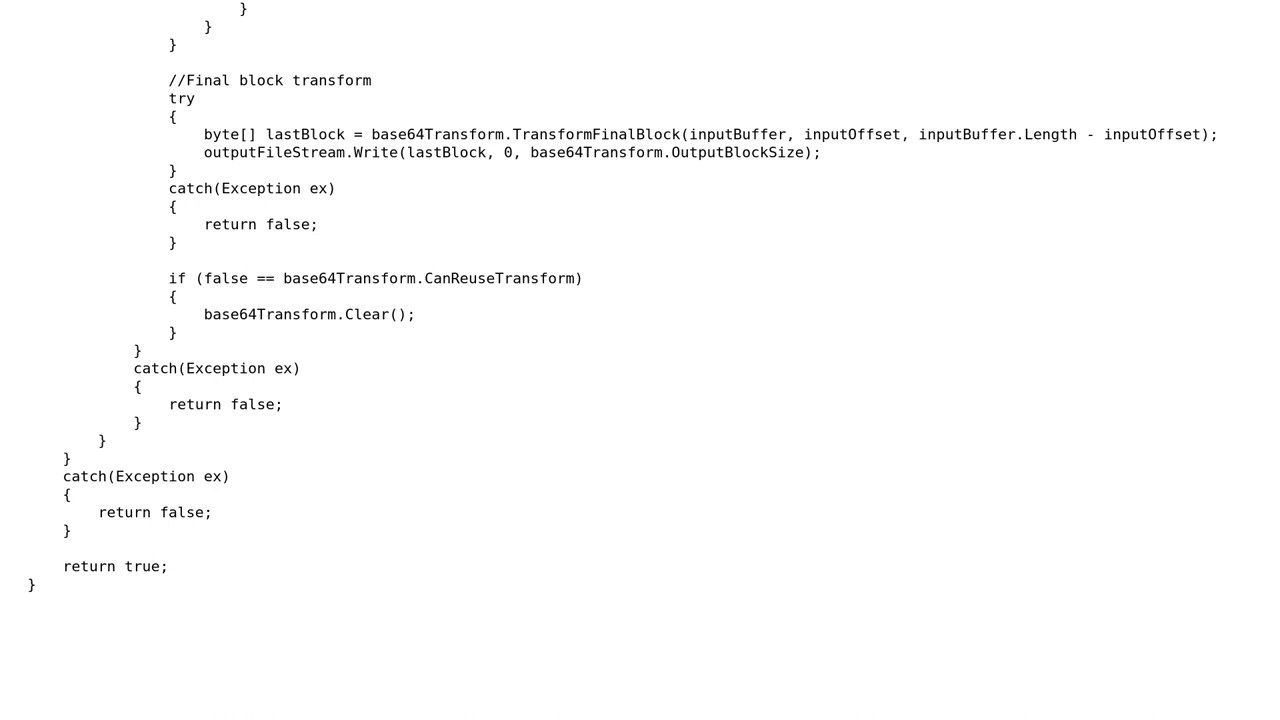 }
                    }
                }

                //Final block transform
                try
                {
                    byte[] lastBlock = base64Transform.TransformFinalBlock(inputBuffer, inputOffset, inputBuffer.Length - inputOffset);
                    outputFileStream.Write(lastBlock, 0, base64Transform.OutputBlockSize);
                }
                catch(Exception ex)
                {
                    return false;
                }

                if (false == base64Transform.CanReuseTransform)
                {
                    base64Transform.Clear();
                }
            }
            catch(Exception ex)
            {
                return false;
            }
        }
    }
    catch(Exception ex)
    {
        return false;
    }

    return true;
}